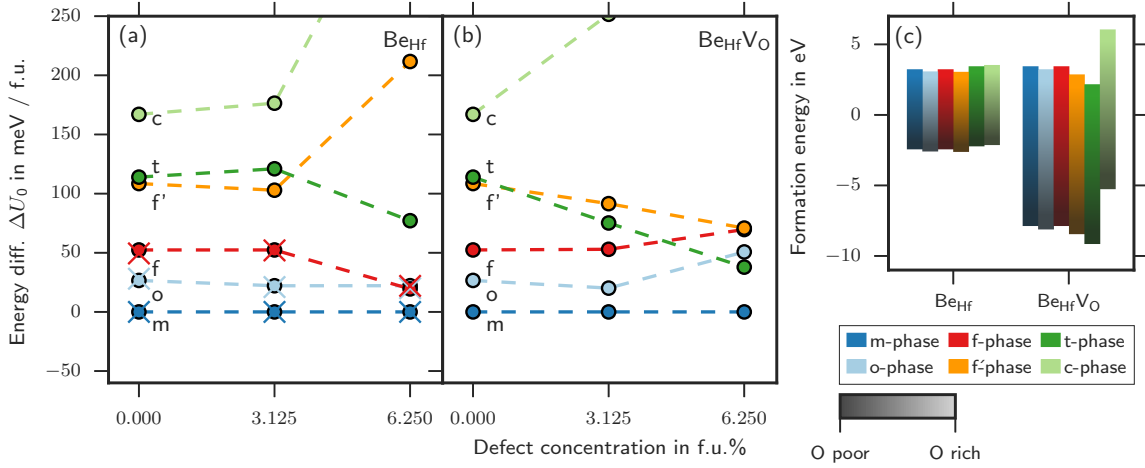 (a)
Be_Hf
Energy diff. ΔU_0 in meV / f.u.
250
200
150
100
50
0
−50
c
t
f'
f
o
m
0.000
3.125
6.250
(b)
Be_HfV_O
c
t
f'
f
o
m
0.000
3.125
6.250
Defect concentration in f.u.%
(c)
Formation energy in eV
5
0
−5
−10
Be_Hf
Be_HfV_O
m-phase
f-phase
t-phase
o-phase
f'-phase
c-phase
O poor
O rich